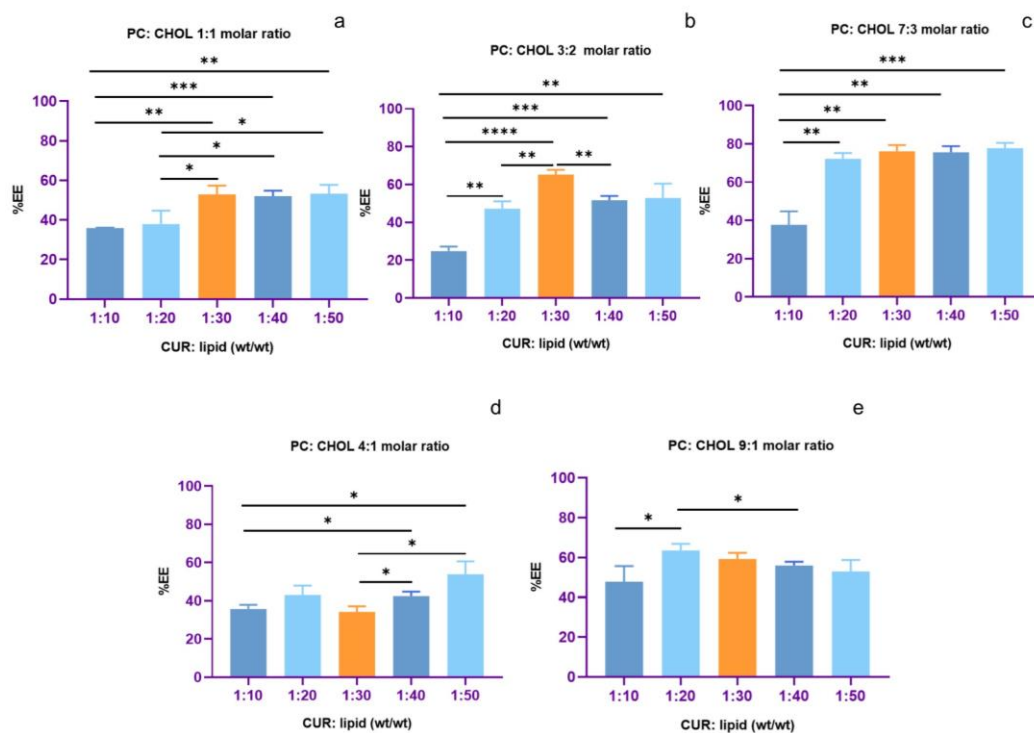 a
PC: CHOL 1:1 molar ratio
**
***
**
*
*
*
100
80
60
40
20
0
%EE
1:10 1:20 1:30 1:40 1:50
CUR: lipid (wt/wt)
b
PC: CHOL 3:2 molar ratio
**
***
****
** **
**
100
80
60
40
20
0
%EE
1:10 1:20 1:30 1:40 1:50
CUR: lipid (wt/wt)
c
PC: CHOL 7:3 molar ratio
***
**
**
**
100
80
60
40
20
0
%EE
1:10 1:20 1:30 1:40 1:50
CUR: lipid (wt/wt)
d
PC: CHOL 4:1 molar ratio
*
*
*
*
100
80
60
40
20
0
%EE
1:10 1:20 1:30 1:40 1:50
CUR: lipid (wt/wt)
e
PC: CHOL 9:1 molar ratio
*
*
100
80
60
40
20
0
%EE
1:10 1:20 1:30 1:40 1:50
CUR: lipid (wt/wt)